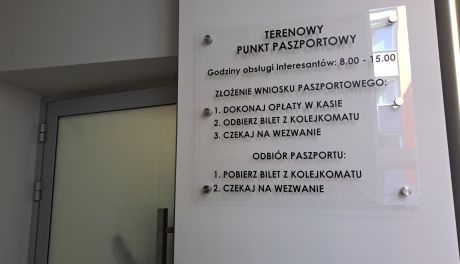 TERENOWY
PUNKT PASZPORTOWY
Godziny obsługi interesantów: 8.00 - 15.00
ZŁOŻENIE WNIOSKU PASZPORTOWEGO:
1. DOKONAJ OPŁATY W KASIE
2. ODBIERZ BILET Z KOLEJKOMATU
3. CZEKAJ NA WEZWANIE
ODBIÓR PASZPORTU:
1. POBIERZ BILET Z KOLEJKOMATU
2. CZEKAJ NA WEZWANIE